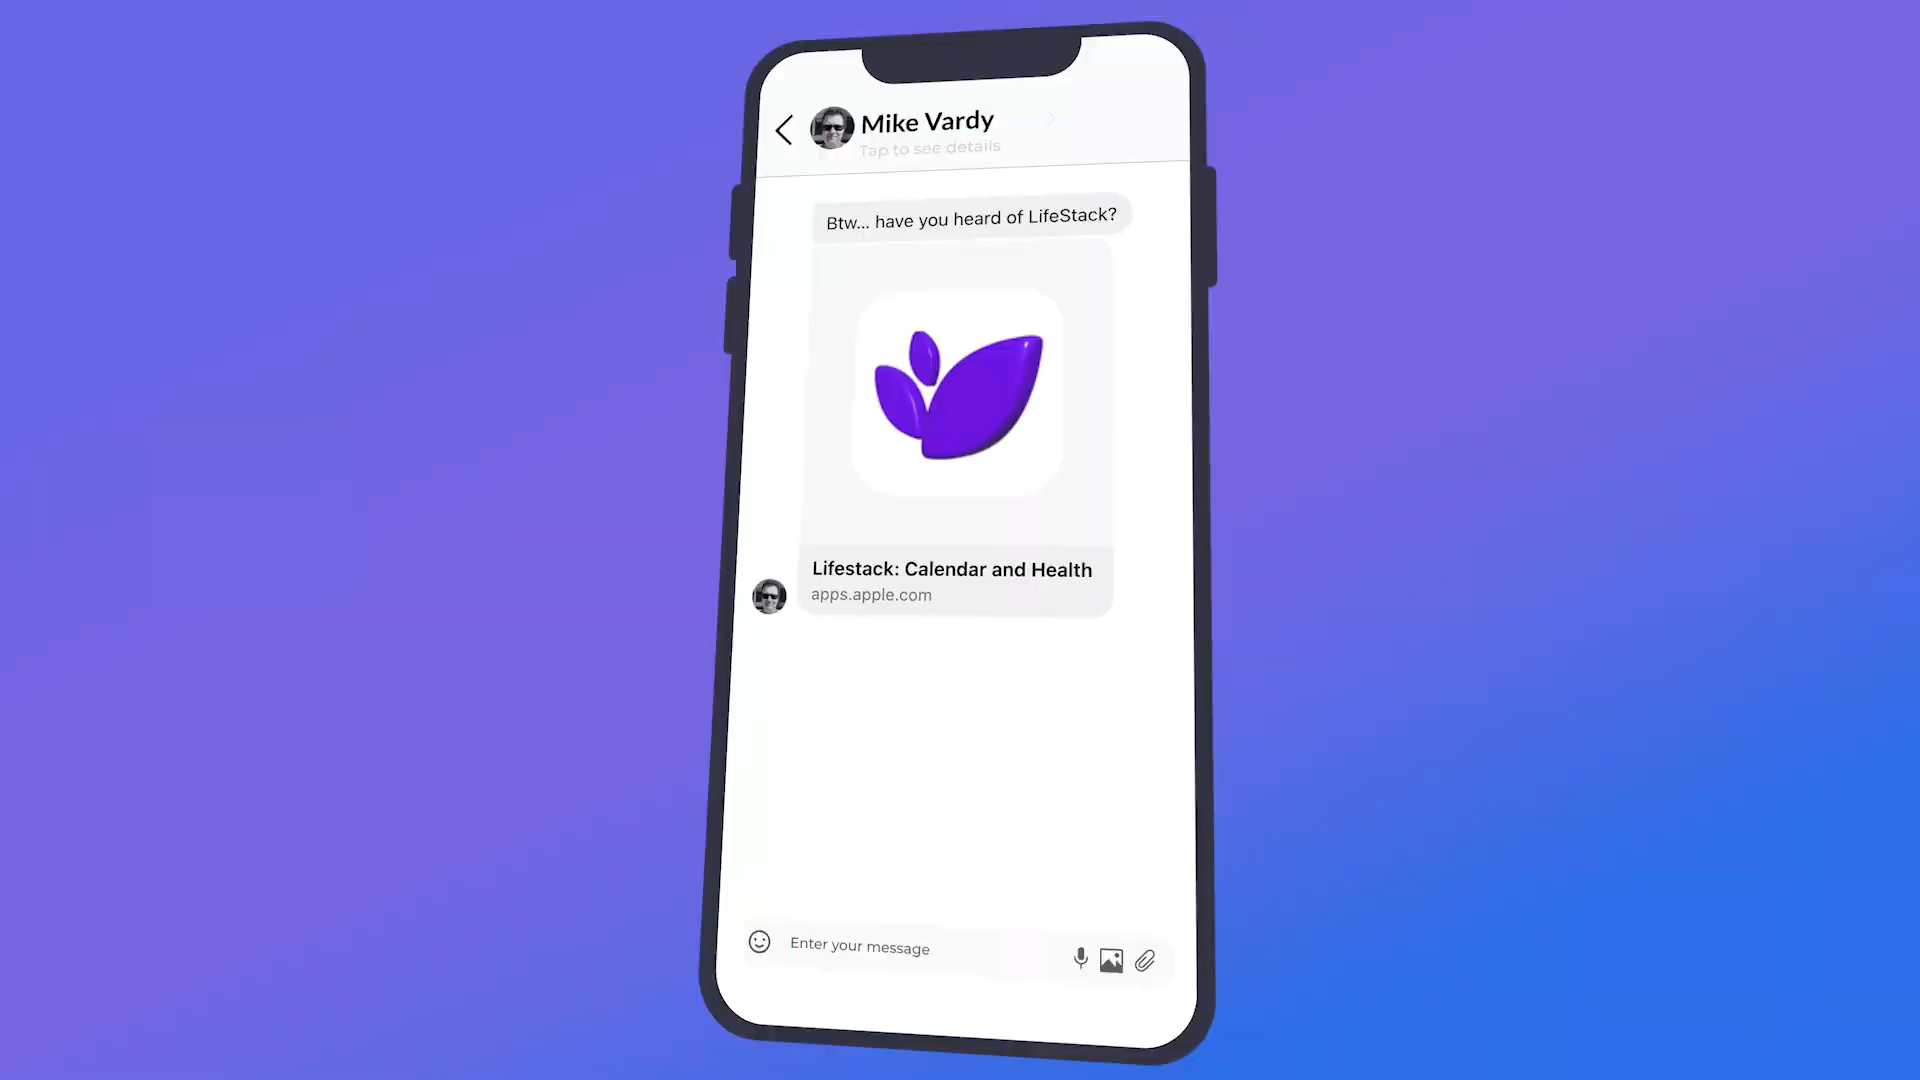 Mike Vardy
Tap to see details
Btw... have you heard of LifeStack?
Lifestack: Calendar and Health
apps.apple.com
Enter your message